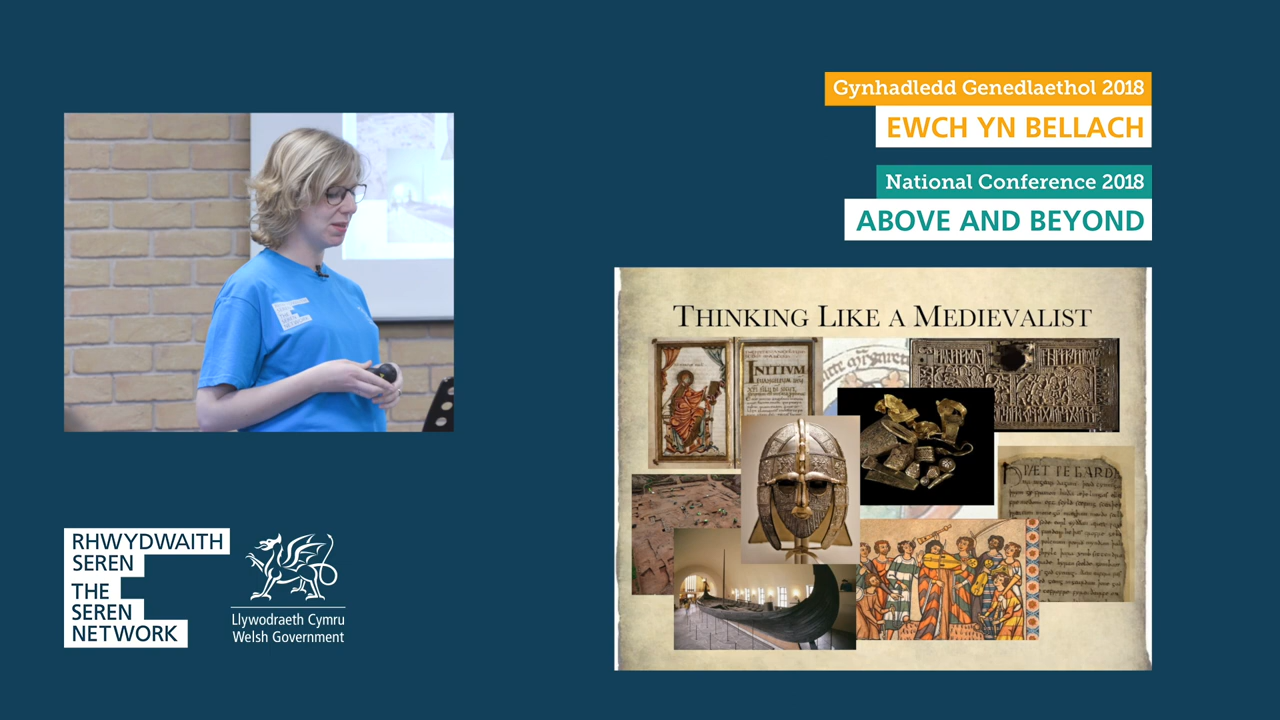 Gynhadledd Genedlaethol 2018
EWCH YN BELLACH
National Conference 2018
ABOVE AND BEYOND
THINKING LIKE A MEDIEVALIST
INITIUM
RHWYDWAITH
SEREN
THE
SEREN
NETWORK
Llywodraeth Cymru
Welsh Government